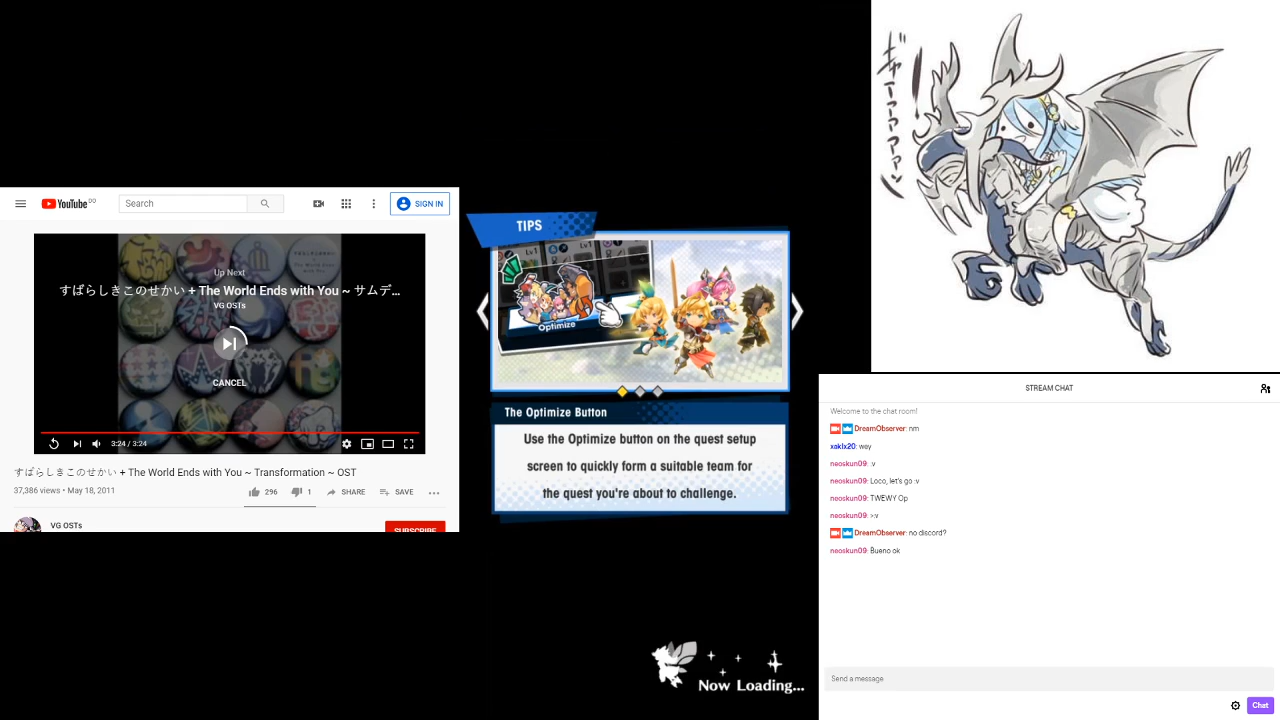 YouTube DO
Search
SIGN IN
Up Next
すばらしきこのせかい + The World Ends with You ~ サムデ...
VG OSTs
CANCEL
3:24 / 3:24
すばらしきこのせかい + The World Ends with You ~ Transformation ~ OST
37,386 views • May 18, 2011
296
1
SHARE
SAVE
VG OSTs
SUBSCRIBE
TIPS
Lv1
Lv1
Optimize
The Optimize Button
Use the Optimize button on the quest setup
screen to quickly form a suitable team for
the quest you're about to challenge.
Now Loading...
STREAM CHAT
Welcome to the chat room!
DreamObserver: nm
xaklx20: wey
neoskun09: :v
neoskun09: Loco, let's go :v
neoskun09: TWEWY Op
neoskun09: >:v
DreamObserver: no discord?
neoskun09: Bueno ok
Send a message
Chat